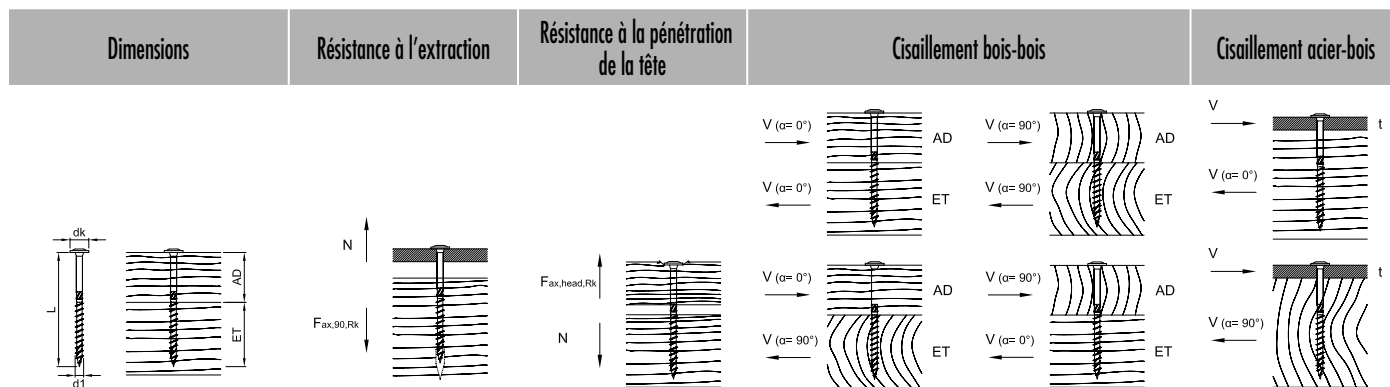 Dimensions
Résistance à l'extraction
Résistance à la pénétration
de la tête
Cisaillement bois-bois
Cisaillement acier-bois
dk
L
d1
AD
ET
N
Fax,90,Rk
Fax,head,Rk
N
V (α= 0°)
AD
V (α= 0°)
ET
V (α= 90°)
AD
V (α= 90°)
ET
V (α= 0°)
AD
V (α= 90°)
ET
V (α= 90°)
AD
V (α= 0°)
ET
V
t
V (α= 0°)
V
t
V (α= 90°)